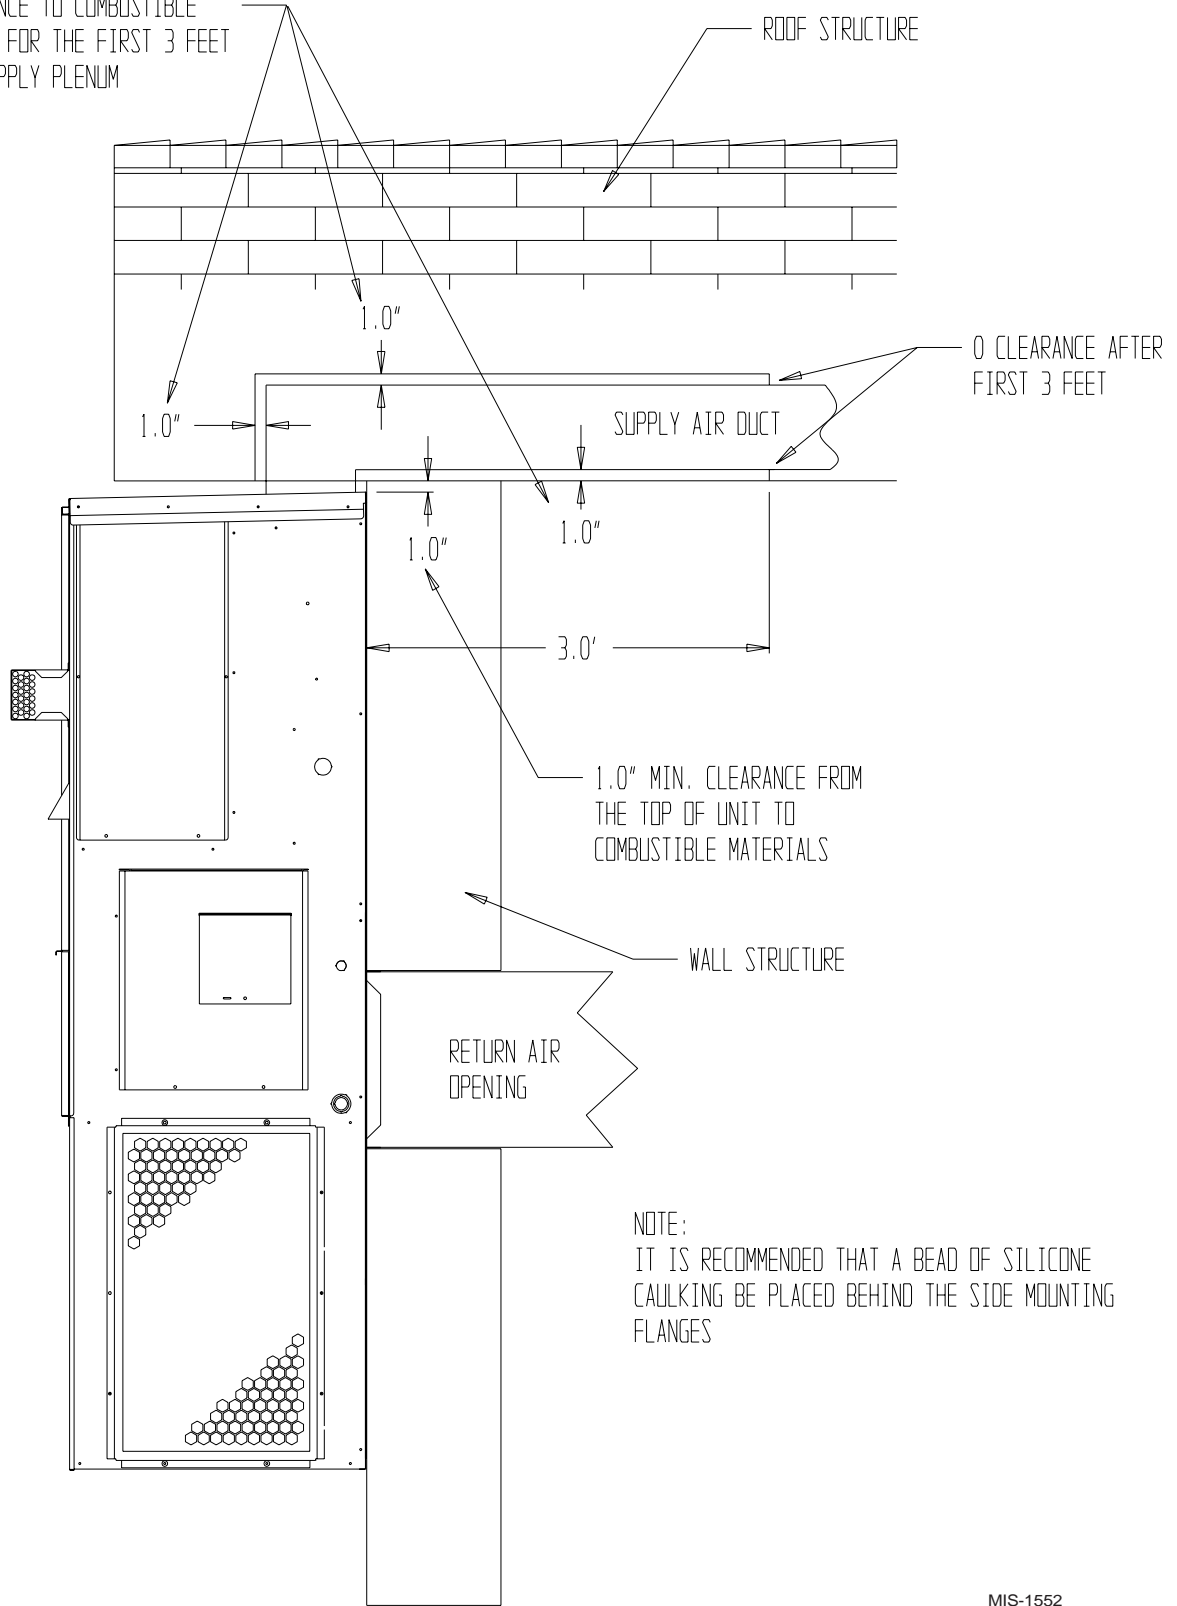 TO COMBUSTIBLE
FOR THE FIRST 3 FEET
PLENUM
ROOF STRUCTURE
1.0"
0 CLEARANCE AFTER
FIRST 3 FEET
1.0"
SUPPLY AIR DUCT
1.0"
1.0"
3.0'
1.0" MIN. CLEARANCE FROM
THE TOP OF UNIT TO
COMBUSTIBLE MATERIALS
WALL STRUCTURE
RETURN AIR
OPENING
NOTE:
IT IS RECOMMENDED THAT A BEAD OF SILICONE
CAULKING BE PLACED BEHIND THE SIDE MOUNTING
FLANGES
MIS-1552